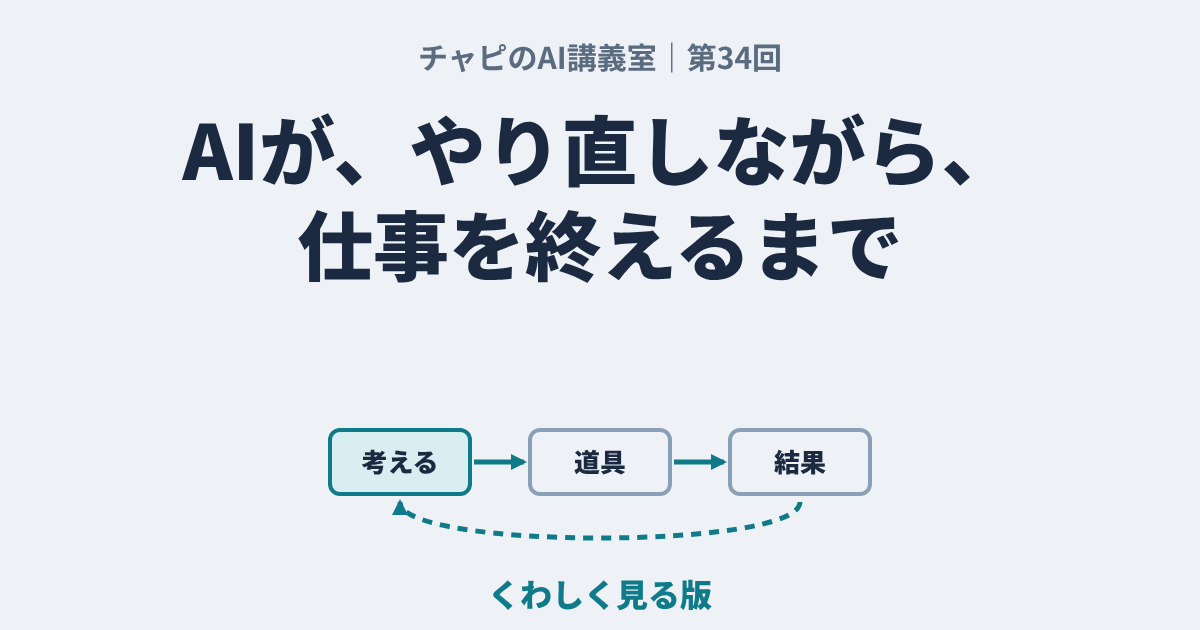 チャピのAI講義室｜第34回
AIが、やり直しながら、
仕事を終えるまで
考える
道具
結果
くわしく見る版